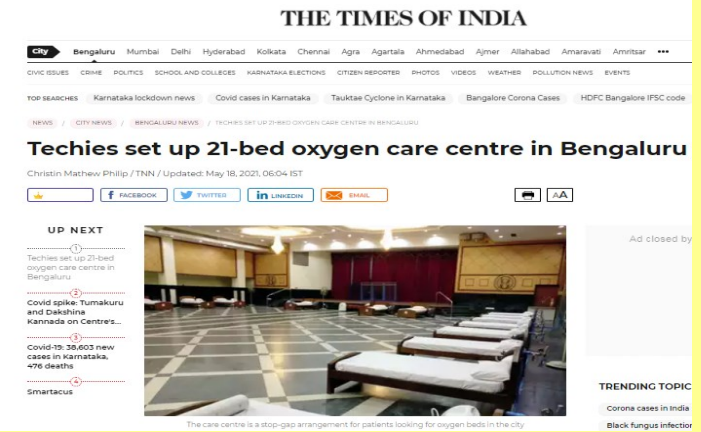 THE TIMES OF INDIA
City Bengaluru Mumbai Delhi Hyderabad Kolkata Chennai Agra Agartala Ahmedabad Ajmer Allahabad Amaravati Amritsar •••
CIVIC ISSUES CRIME POLITICS SCHOOL AND COLLEGES KARNATAKA ELECTIONS CITIZEN REPORTER PHOTOS VIDEOS WEATHER POLLUTION NEWS EVENTS
TOP SEARCHES Karnataka lockdown news Covid cases in Karnataka Tauktae Cyclone in Karnataka Bangalore Corona Cases HDFC Bangalore IFSC code
NEWS / CITY NEWS / BENGALURU NEWS / TECHIES SET UP 21-BED OXYGEN CARE CENTRE IN BENGALURU
Techies set up 21-bed oxygen care centre in Bengaluru
Christin Mathew Philip / TNN / Updated: May 18, 2021, 06:04 IST
f FACEBOOK TWITTER in LINKEDIN EMAIL AA
UP NEXT
1
Techies set up 21-bed
oxygen care centre in
Bengaluru
2
Covid spike: Tumakuru
and Dakshina
Kannada on Centre's...
3
Covid-19: 38,603 new
cases in Karnataka,
476 deaths
4
Smartacus
The care centre is a stop-gap arrangement for patients looking for oxygen beds in the city
Ad closed by
TRENDING TOPIC
Corona cases in India
Black fungus infection